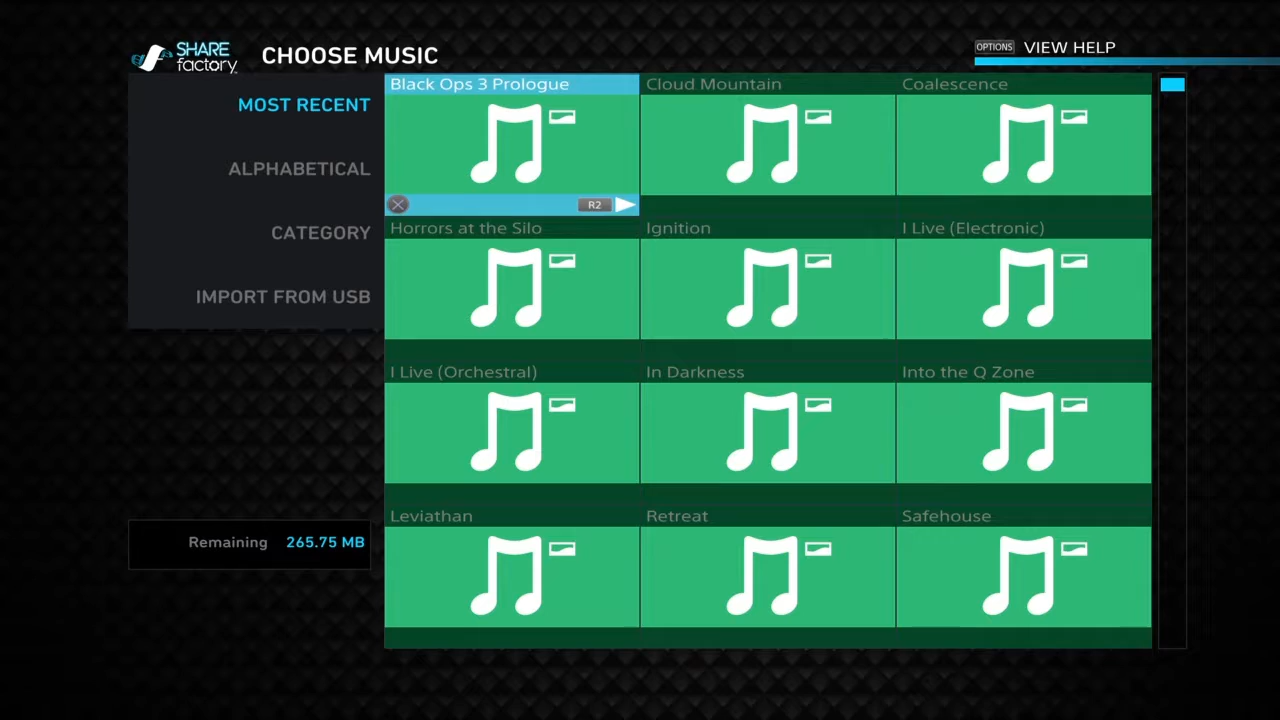 SHARE
factory
CHOOSE MUSIC
OPTIONS VIEW HELP
MOST RECENT
ALPHABETICAL
CATEGORY
IMPORT FROM USB
Remaining 265.75 MB
Black Ops 3 Prologue
Cloud Mountain
Coalescence
R2
Horrors at the Silo
Ignition
I Live (Electronic)
I Live (Orchestral)
In Darkness
Into the Q Zone
Leviathan
Retreat
Safehouse